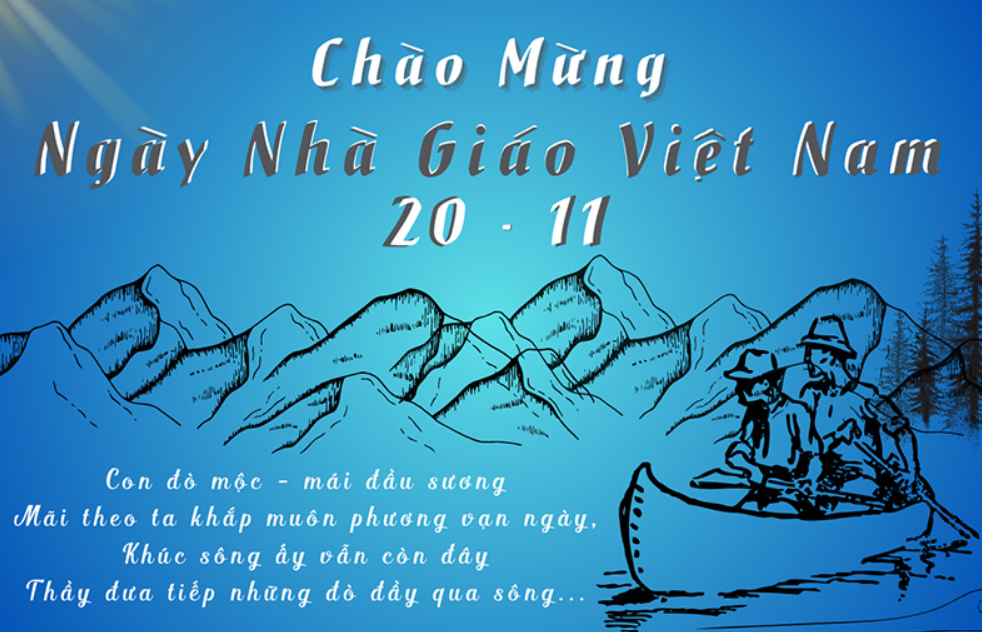 Chào Mừng
Ngày Nhà Giáo Việt Nam
20 - 11
Con đò mộc - mái đầu sương
Mãi theo ta khắp muôn phương vạn ngày,
Khúc sông ấy vẫn còn đây
Thầy đưa tiếp những đò đầy qua sông...